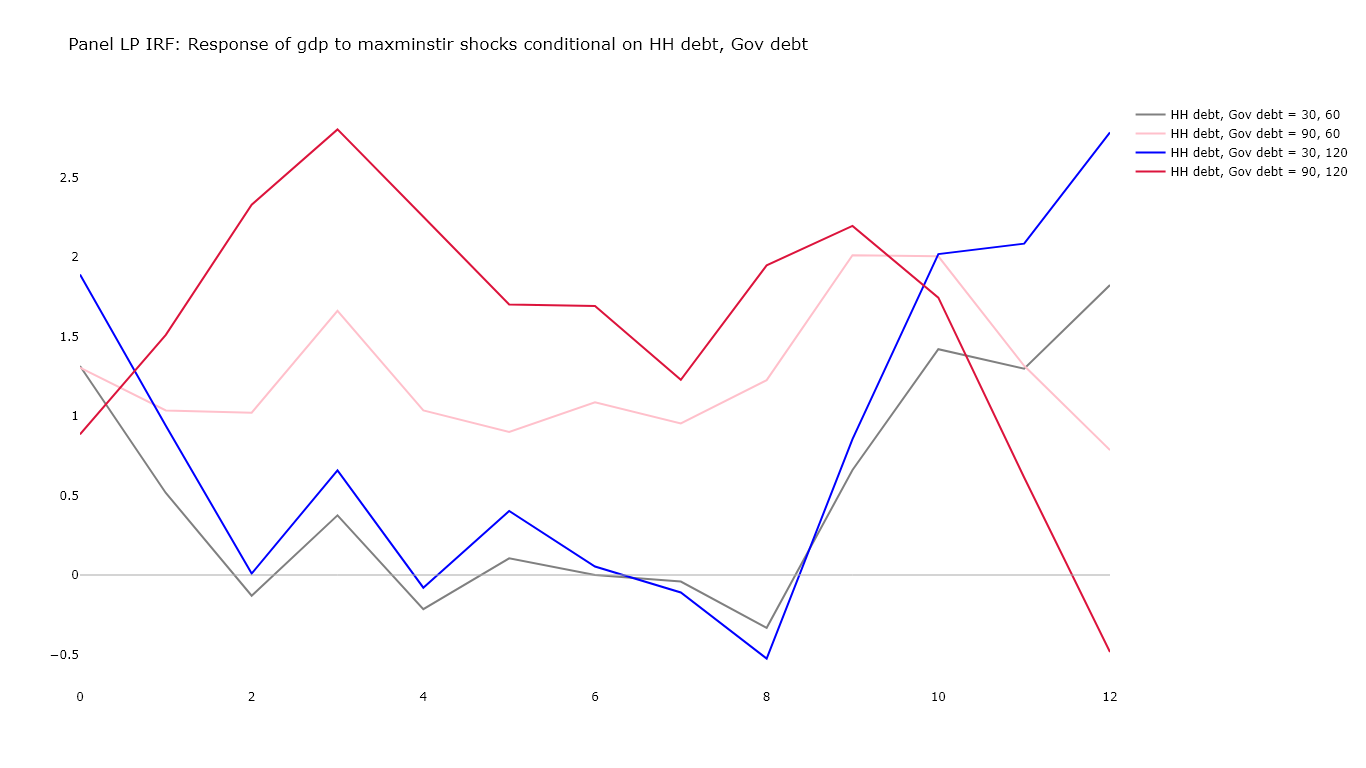 Panel LP IRF: Response of gdp to maxminstir shocks conditional on HH debt, Gov debt
HH debt, Gov debt = 30, 60
HH debt, Gov debt = 90, 60
HH debt, Gov debt = 30, 120
HH debt, Gov debt = 90, 120
2.5
2
1.5
1
0.5
0
−0.5
0 2 4 6 8 10 12